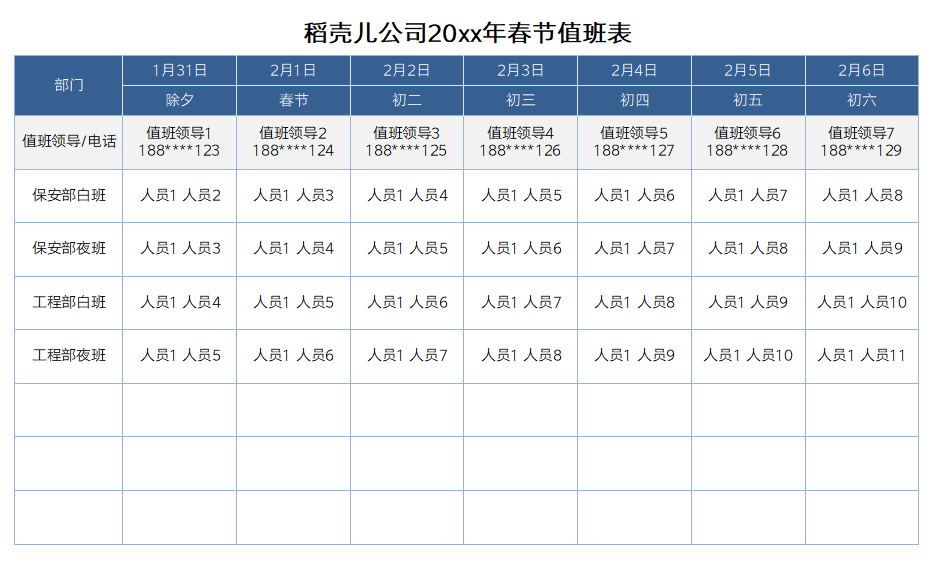 稻壳儿公司20xx年春节值班表
部门 1月31日 2月1日 2月2日 2月3日 2月4日 2月5日 2月6日
除夕 春节 初二 初三 初四 初五 初六
值班领导/电话 值班领导1 值班领导2 值班领导3 值班领导4 值班领导5 值班领导6 值班领导7
188****123 188****124 188****125 188****126 188****127 188****128 188****129
保安部白班 人员1 人员2 人员1 人员3 人员1 人员4 人员1 人员5 人员1 人员6 人员1 人员7 人员1 人员8
保安部夜班 人员1 人员3 人员1 人员4 人员1 人员5 人员1 人员6 人员1 人员7 人员1 人员8 人员1 人员9
工程部白班 人员1 人员4 人员1 人员5 人员1 人员6 人员1 人员7 人员1 人员8 人员1 人员9 人员1 人员10
工程部夜班 人员1 人员5 人员1 人员6 人员1 人员7 人员1 人员8 人员1 人员9 人员1 人员10 人员1 人员11